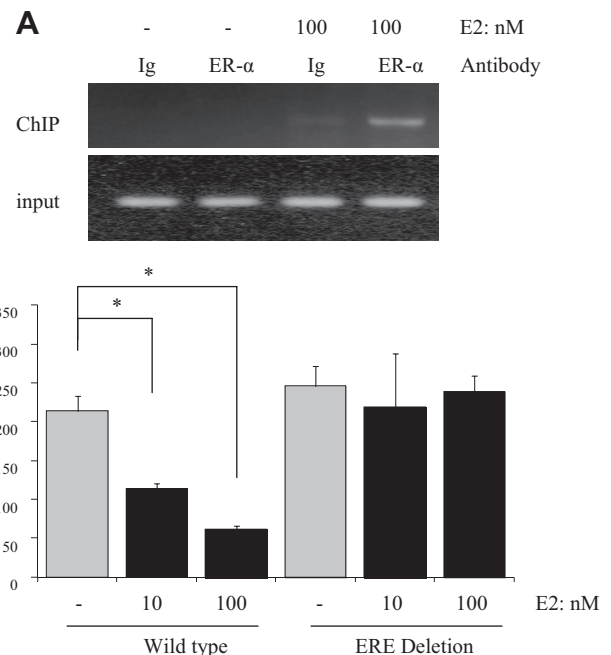 A
- - 100 100 E2: nM
Ig ER-α Ig ER-α Antibody
ChIP
input
* 
*
350
300
250
200
150
100
50
0
- 10 100 - 10 100 E2: nM
Wild type ERE Deletion